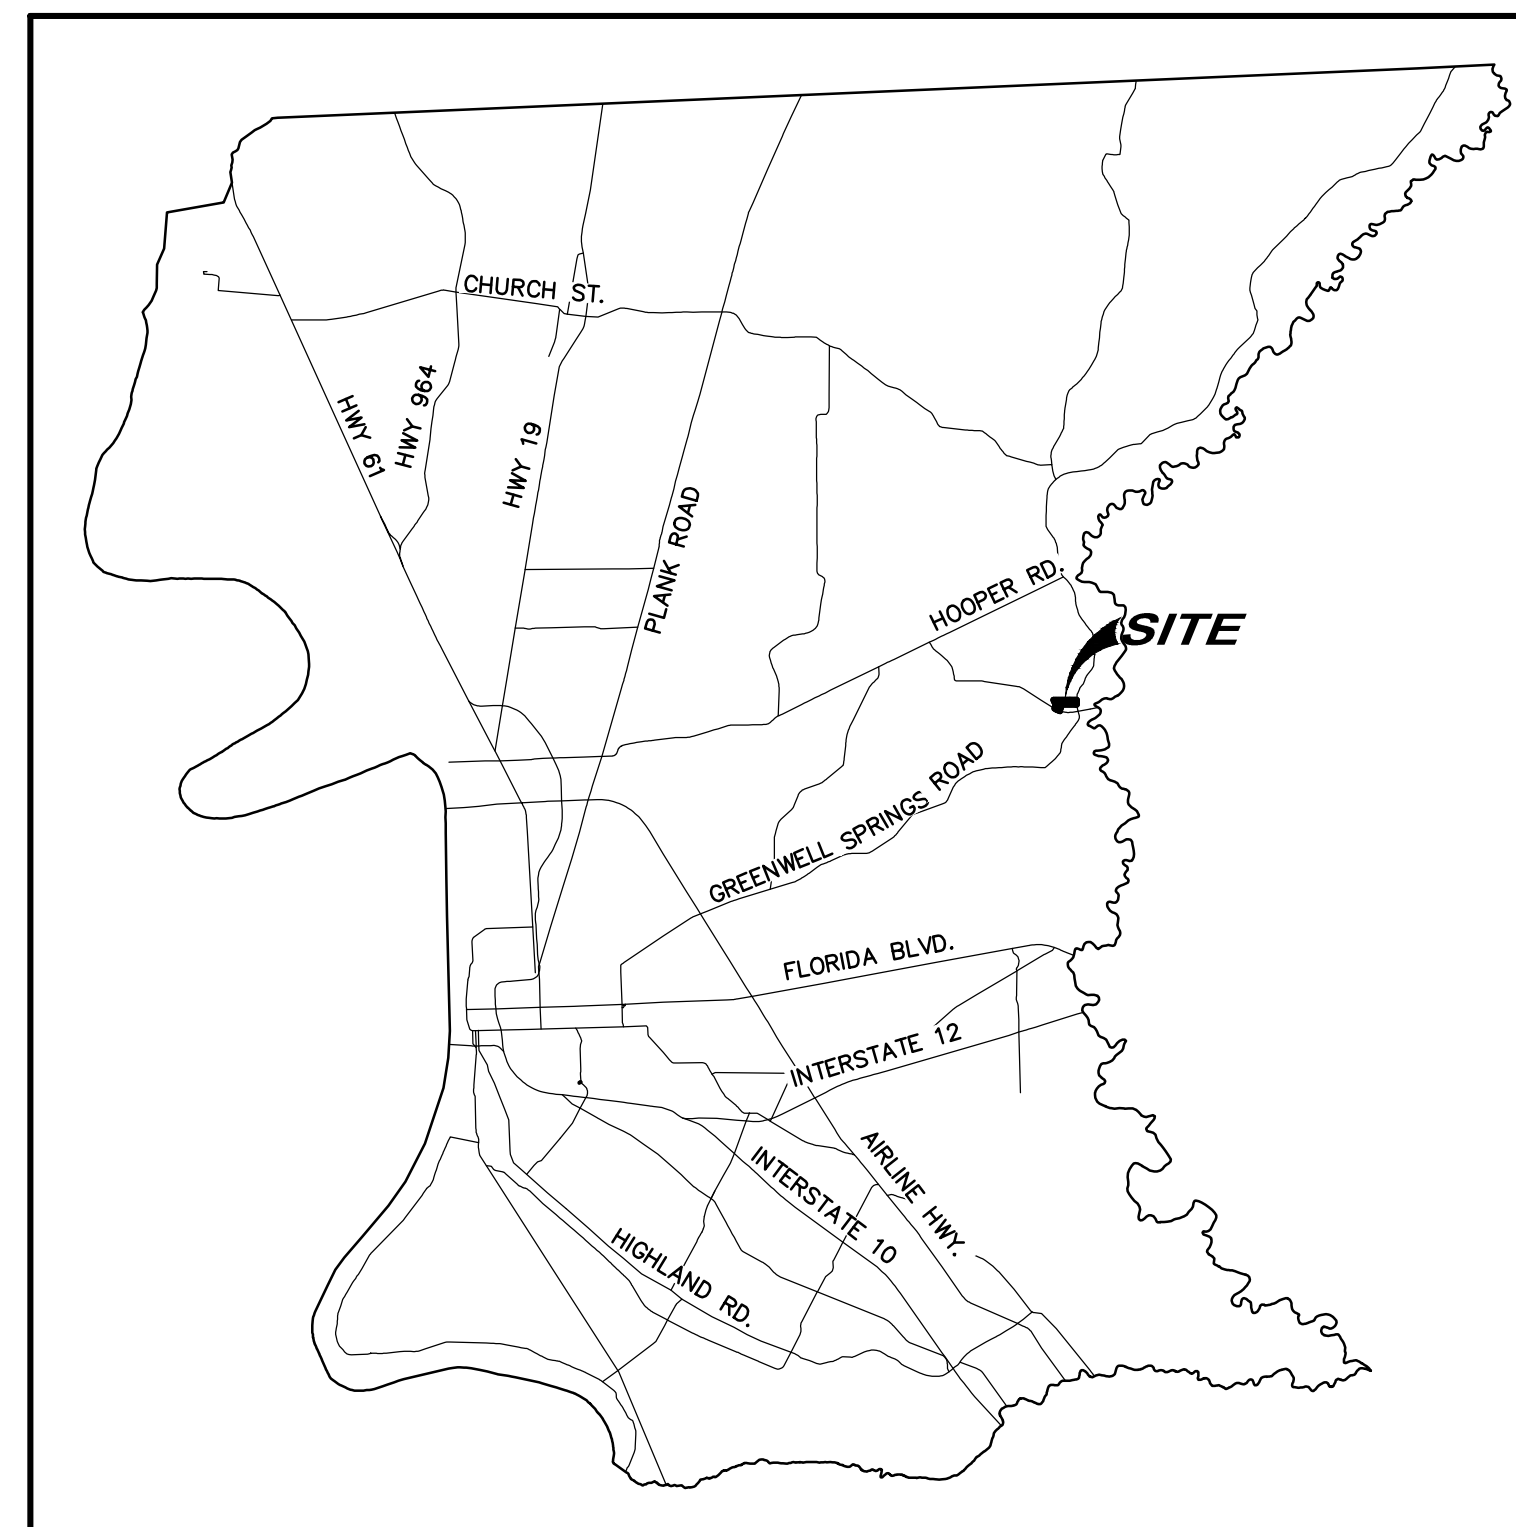 CHURCH ST.
HWY 61
HWY 964
HWY 19
PLANK ROAD
HOOPER RD.
SITE
GREENWELL SPRINGS ROAD
FLORIDA BLVD.
INTERSTATE 12
AIRLINE HWY.
INTERSTATE 10
HIGHLAND RD.